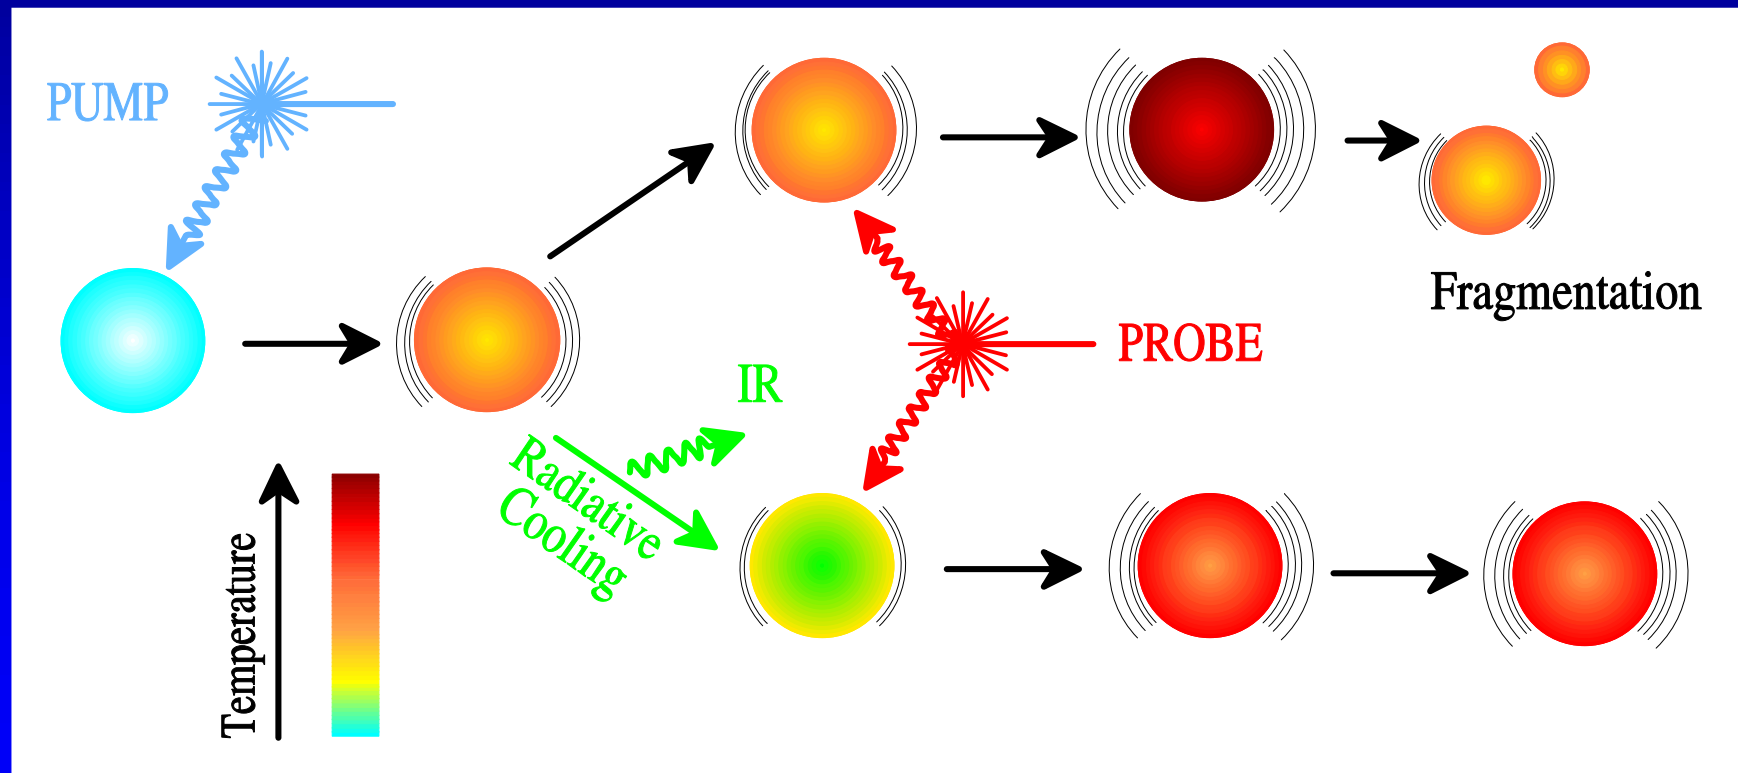 PUMP
Fragmentation
PROBE
IR
Radiative
Cooling
Temperature